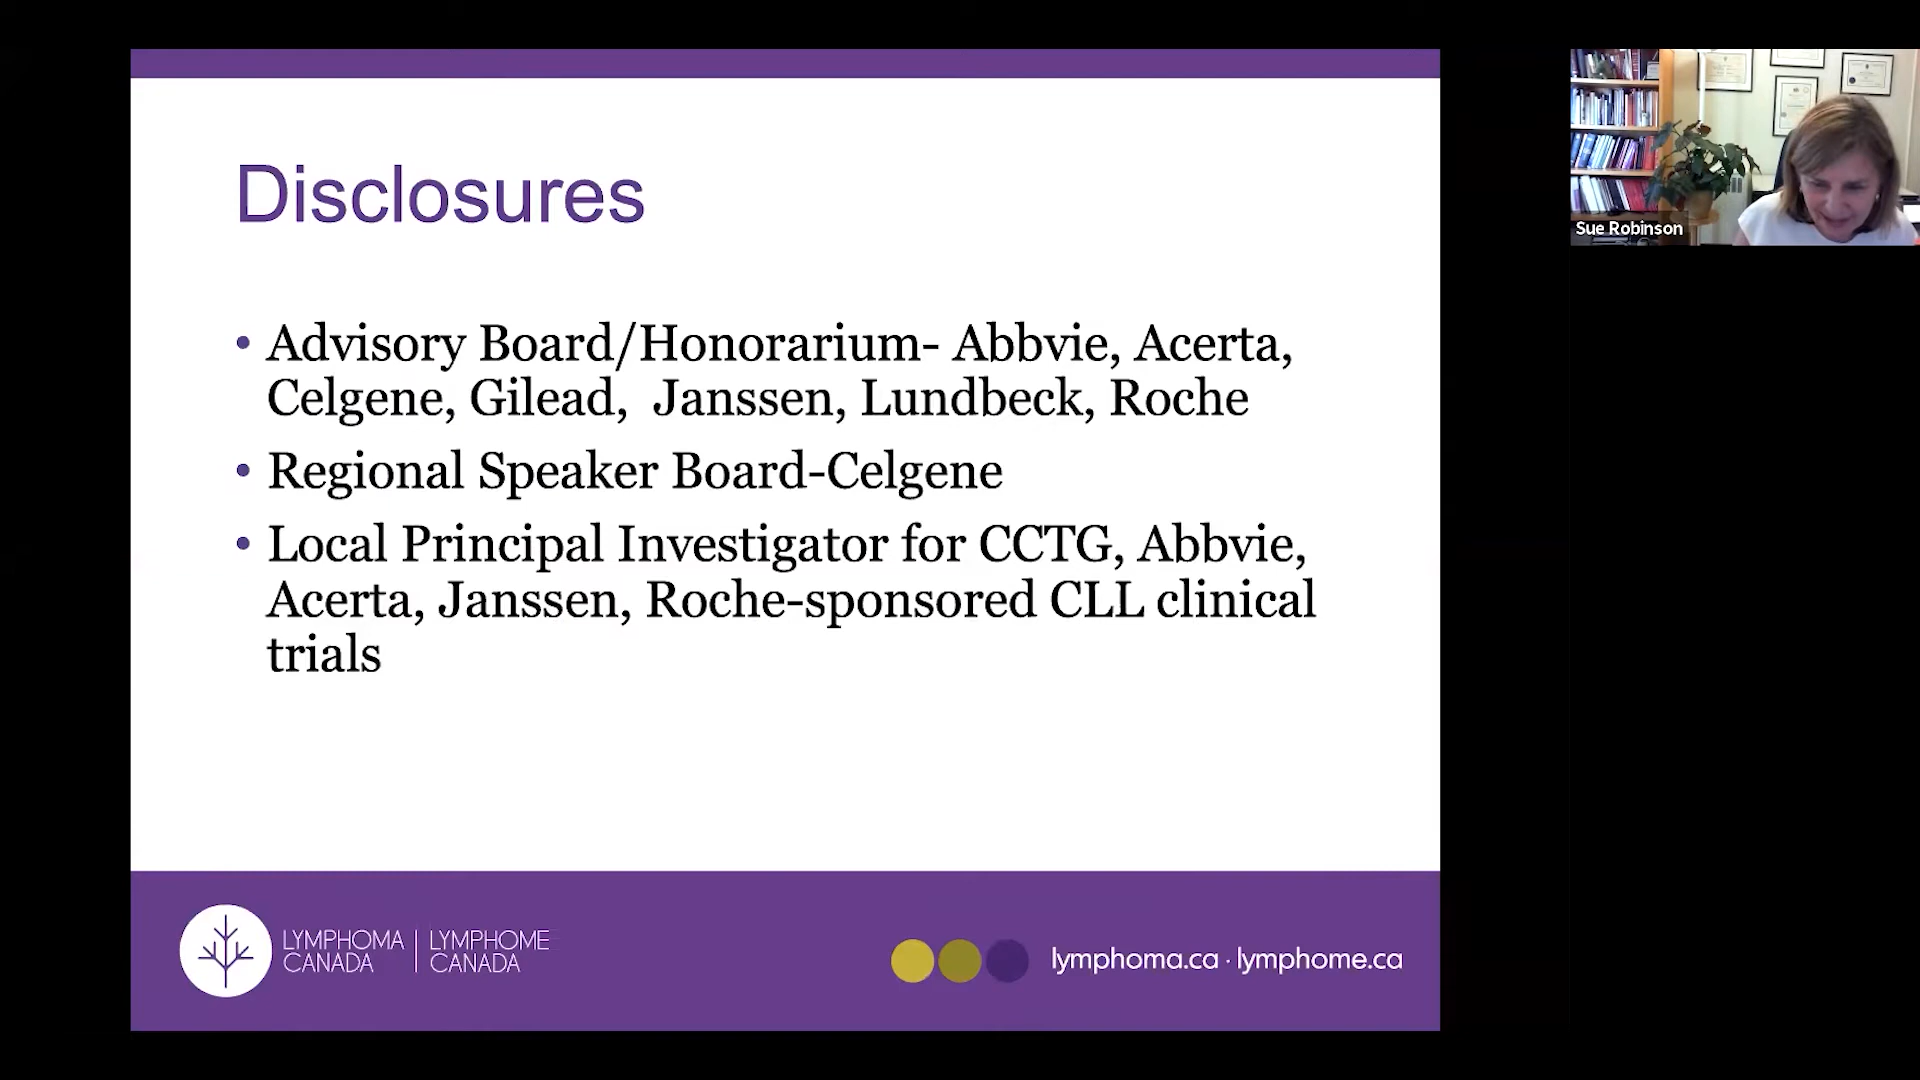 Disclosures
• Advisory Board/Honorarium- Abbvie, Acerta,
Celgene, Gilead,  Janssen, Lundbeck, Roche
• Regional Speaker Board-Celgene
• Local Principal Investigator for CCTG, Abbvie,
Acerta, Janssen, Roche-sponsored CLL clinical
trials
Sue Robinson
LYMPHOMA CANADA | LYMPHOME CANADA
lymphoma.ca · lymphome.ca